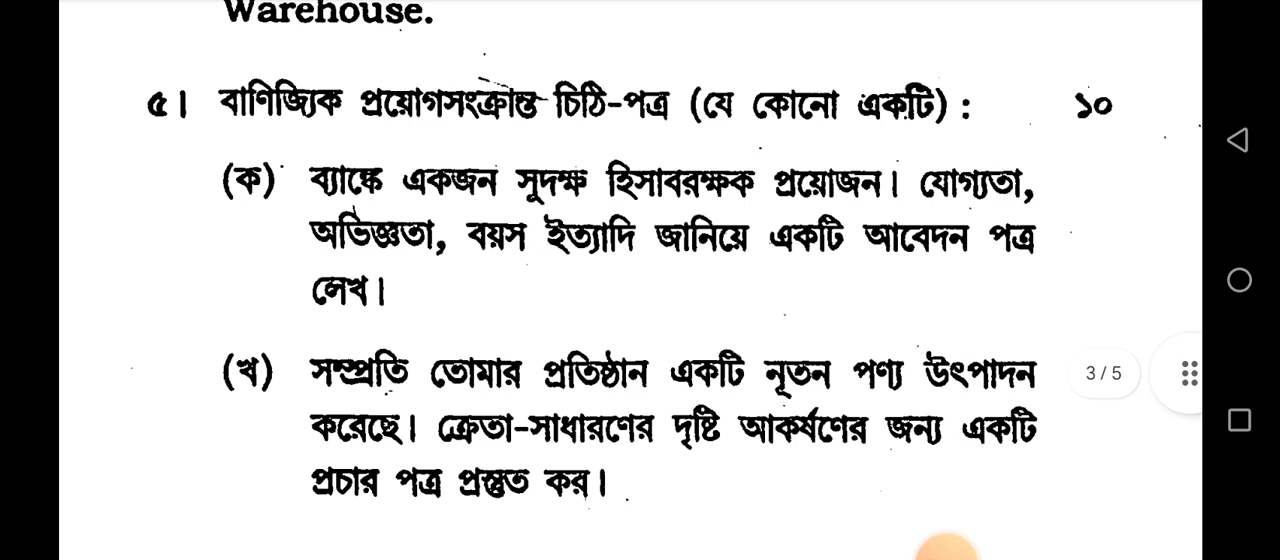 Warehouse.
৫। বাণিজ্যিক প্রয়োগসংক্রান্ত চিঠি-পত্র (যে কোনো একটি) : ১০
(ক) ব্যাঙ্কে একজন সুদক্ষ হিসাবরক্ষক প্রয়োজন। যোগ্যতা,
অভিজ্ঞতা, বয়স ইত্যাদি জানিয়ে একটি আবেদন পত্র
লেখ।
(খ) সম্প্রতি তোমার প্রতিষ্ঠান একটি নূতন পণ্য উৎপাদন
করেছে। ক্রেতা-সাধারণের দৃষ্টি আকর্ষণের জন্য একটি
প্রচার পত্র প্রস্তুত কর।
3 / 5